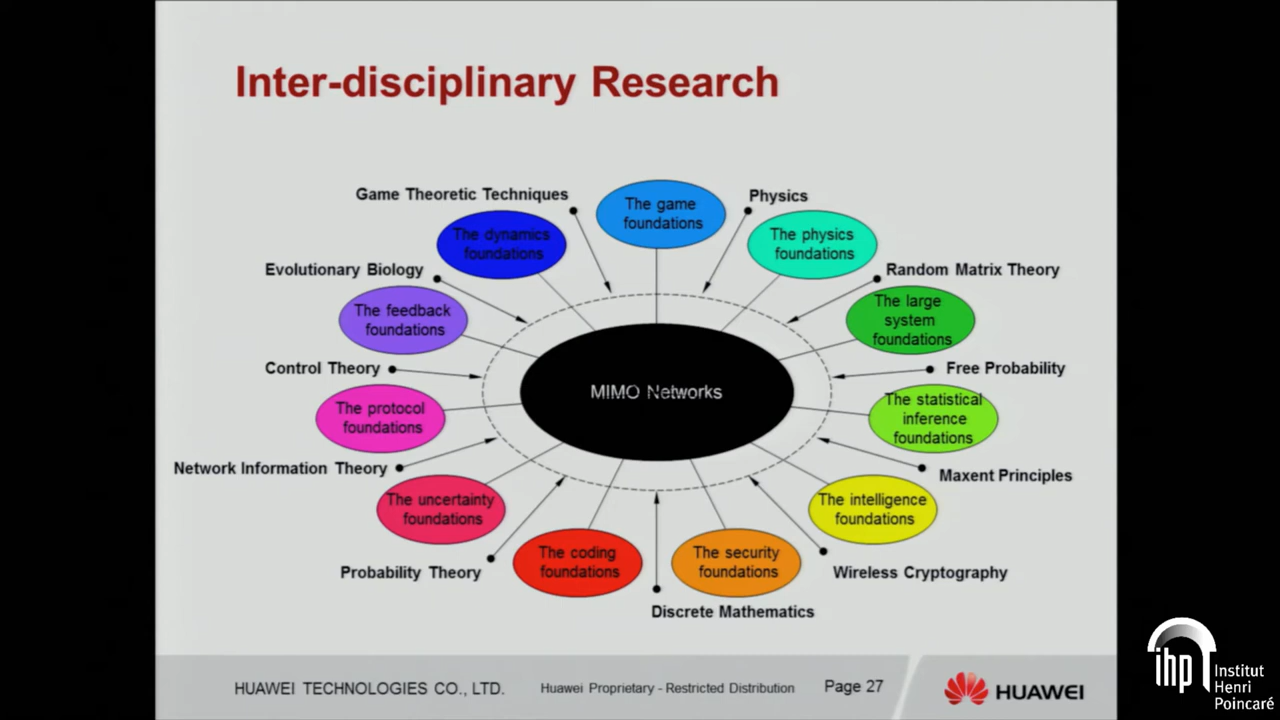 Inter-disciplinary Research
Game Theoretic Techniques
The game
foundations
Physics
The dynamics
foundations
The physics
foundations
Evolutionary Biology
Random Matrix Theory
The feedback
foundations
The large
system
foundations
Control Theory
Free Probability
MIMO Networks
The protocol
foundations
The statistical
inference
foundations
Network Information Theory
Maxent Principles
The uncertainty
foundations
The intelligence
foundations
Probability Theory
The coding
foundations
The security
foundations
Wireless Cryptography
Discrete Mathematics
HUAWEI TECHNOLOGIES CO., LTD.
Huawei Proprietary - Restricted Distribution
Page 27
HUAWEI
ihp
Institut
Henri
Poincaré